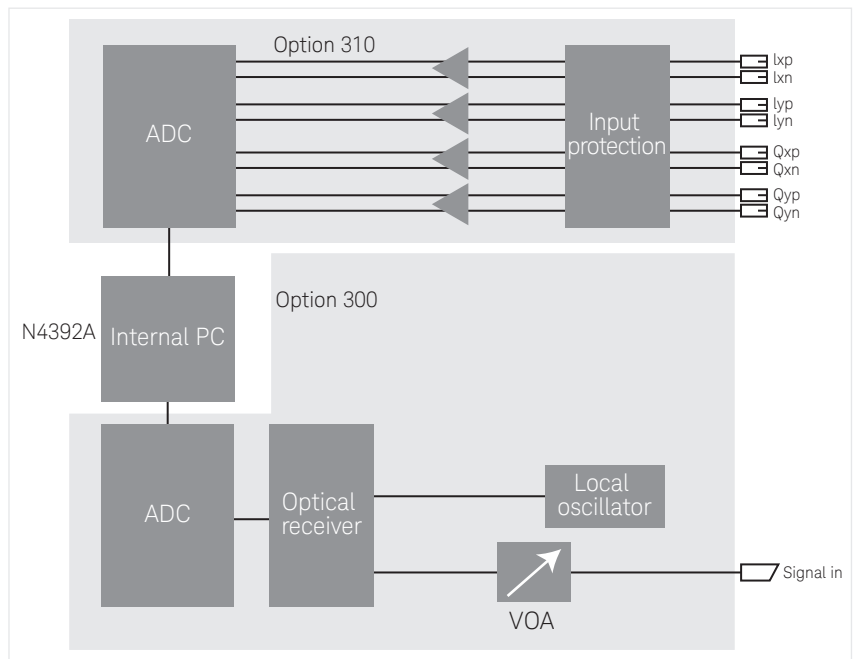 Option 310
ADC
Input
protection
Ixp
Ixn
Iyp
Iyn
Qxp
Qxn
Qyp
Qyn
Option 300
N4392A
Internal PC
ADC
Optical
receiver
Local
oscillator
Signal in
VOA